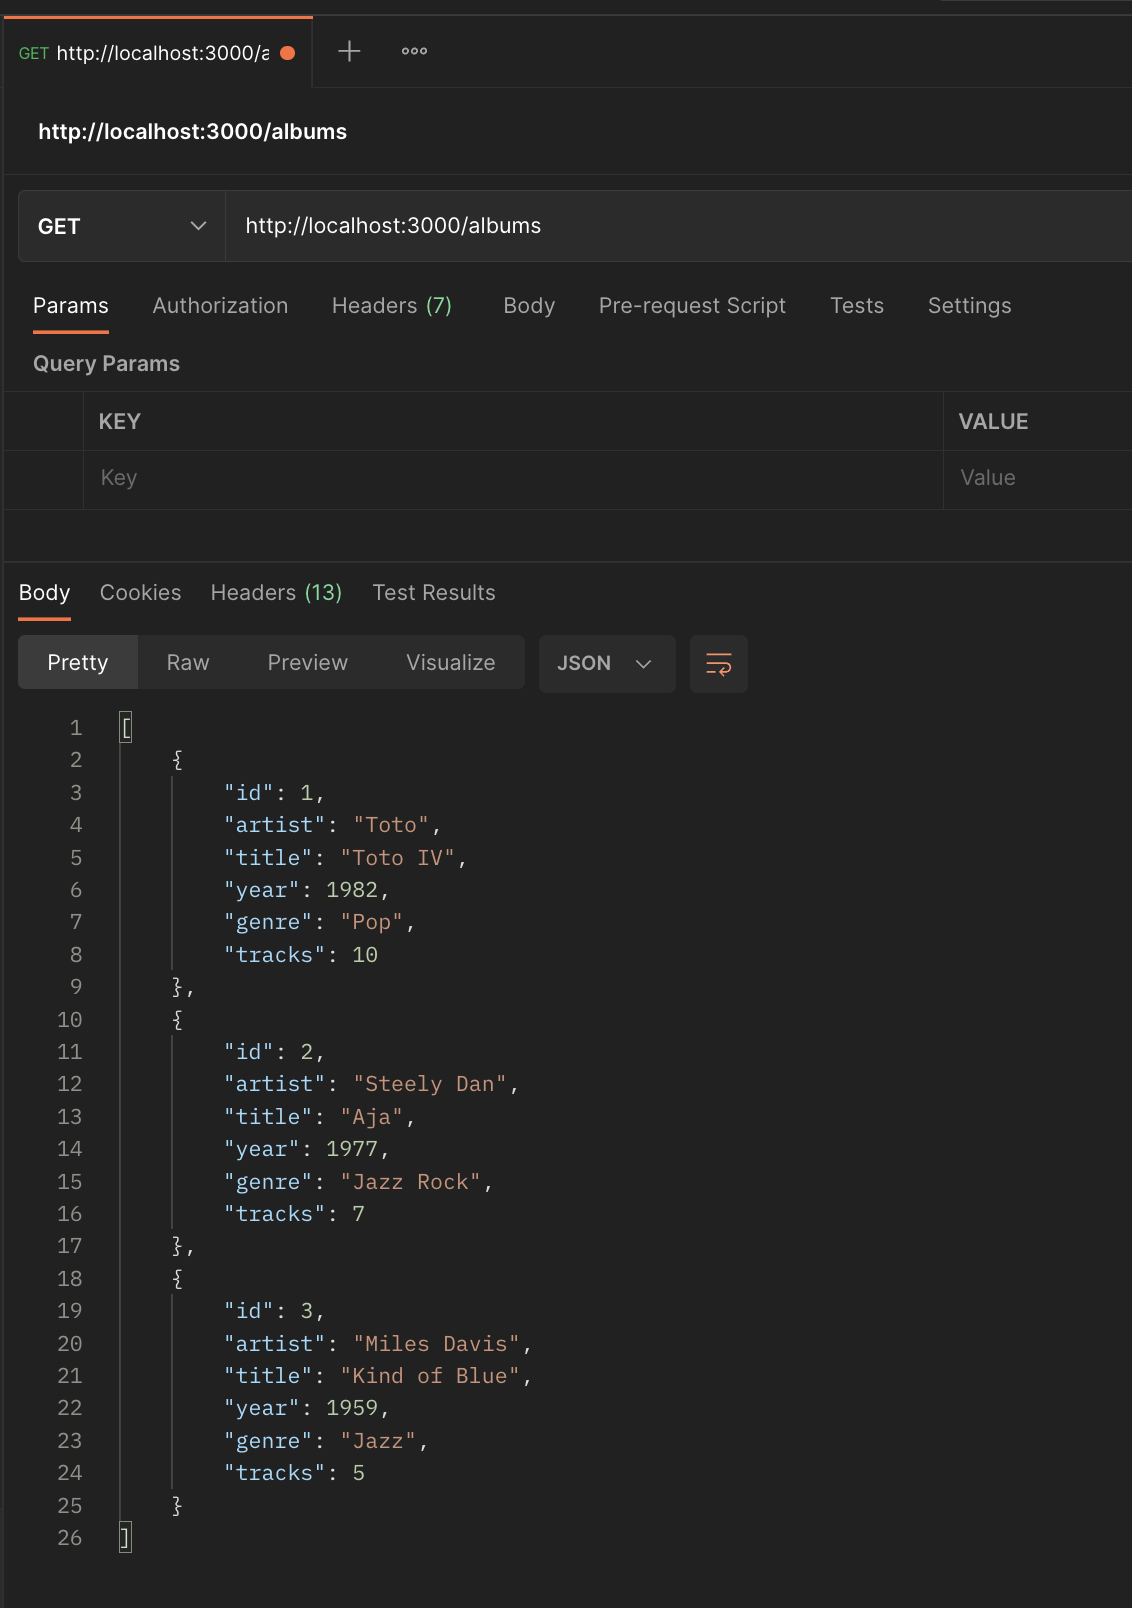 GET http://localhost:3000/a
http://localhost:3000/albums
GET http://localhost:3000/albums
Params Authorization Headers (7) Body Pre-request Script Tests Settings
Query Params
KEY VALUE
Key Value
Body Cookies Headers (13) Test Results
Pretty Raw Preview Visualize JSON
1 [
2 {
3 "id": 1,
4 "artist": "Toto",
5 "title": "Toto IV",
6 "year": 1982,
7 "genre": "Pop",
8 "tracks": 10
9 },
10 {
11 "id": 2,
12 "artist": "Steely Dan",
13 "title": "Aja",
14 "year": 1977,
15 "genre": "Jazz Rock",
16 "tracks": 7
17 },
18 {
19 "id": 3,
20 "artist": "Miles Davis",
21 "title": "Kind of Blue",
22 "year": 1959,
23 "genre": "Jazz",
24 "tracks": 5
25 }
26 ]